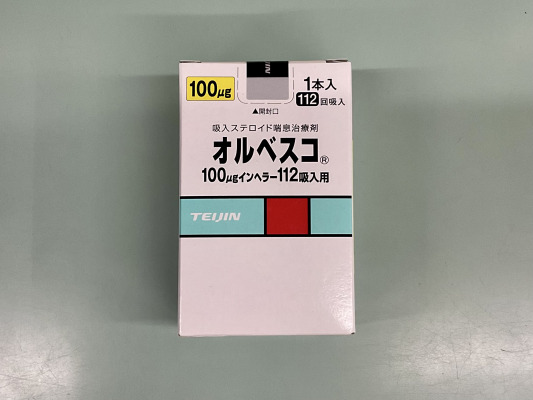 100μg
1本入
112回吸入
▲開封口
吸入ステロイド喘息治療剤
オルベスコ®
100μgインヘラー112吸入用
TEIJIN